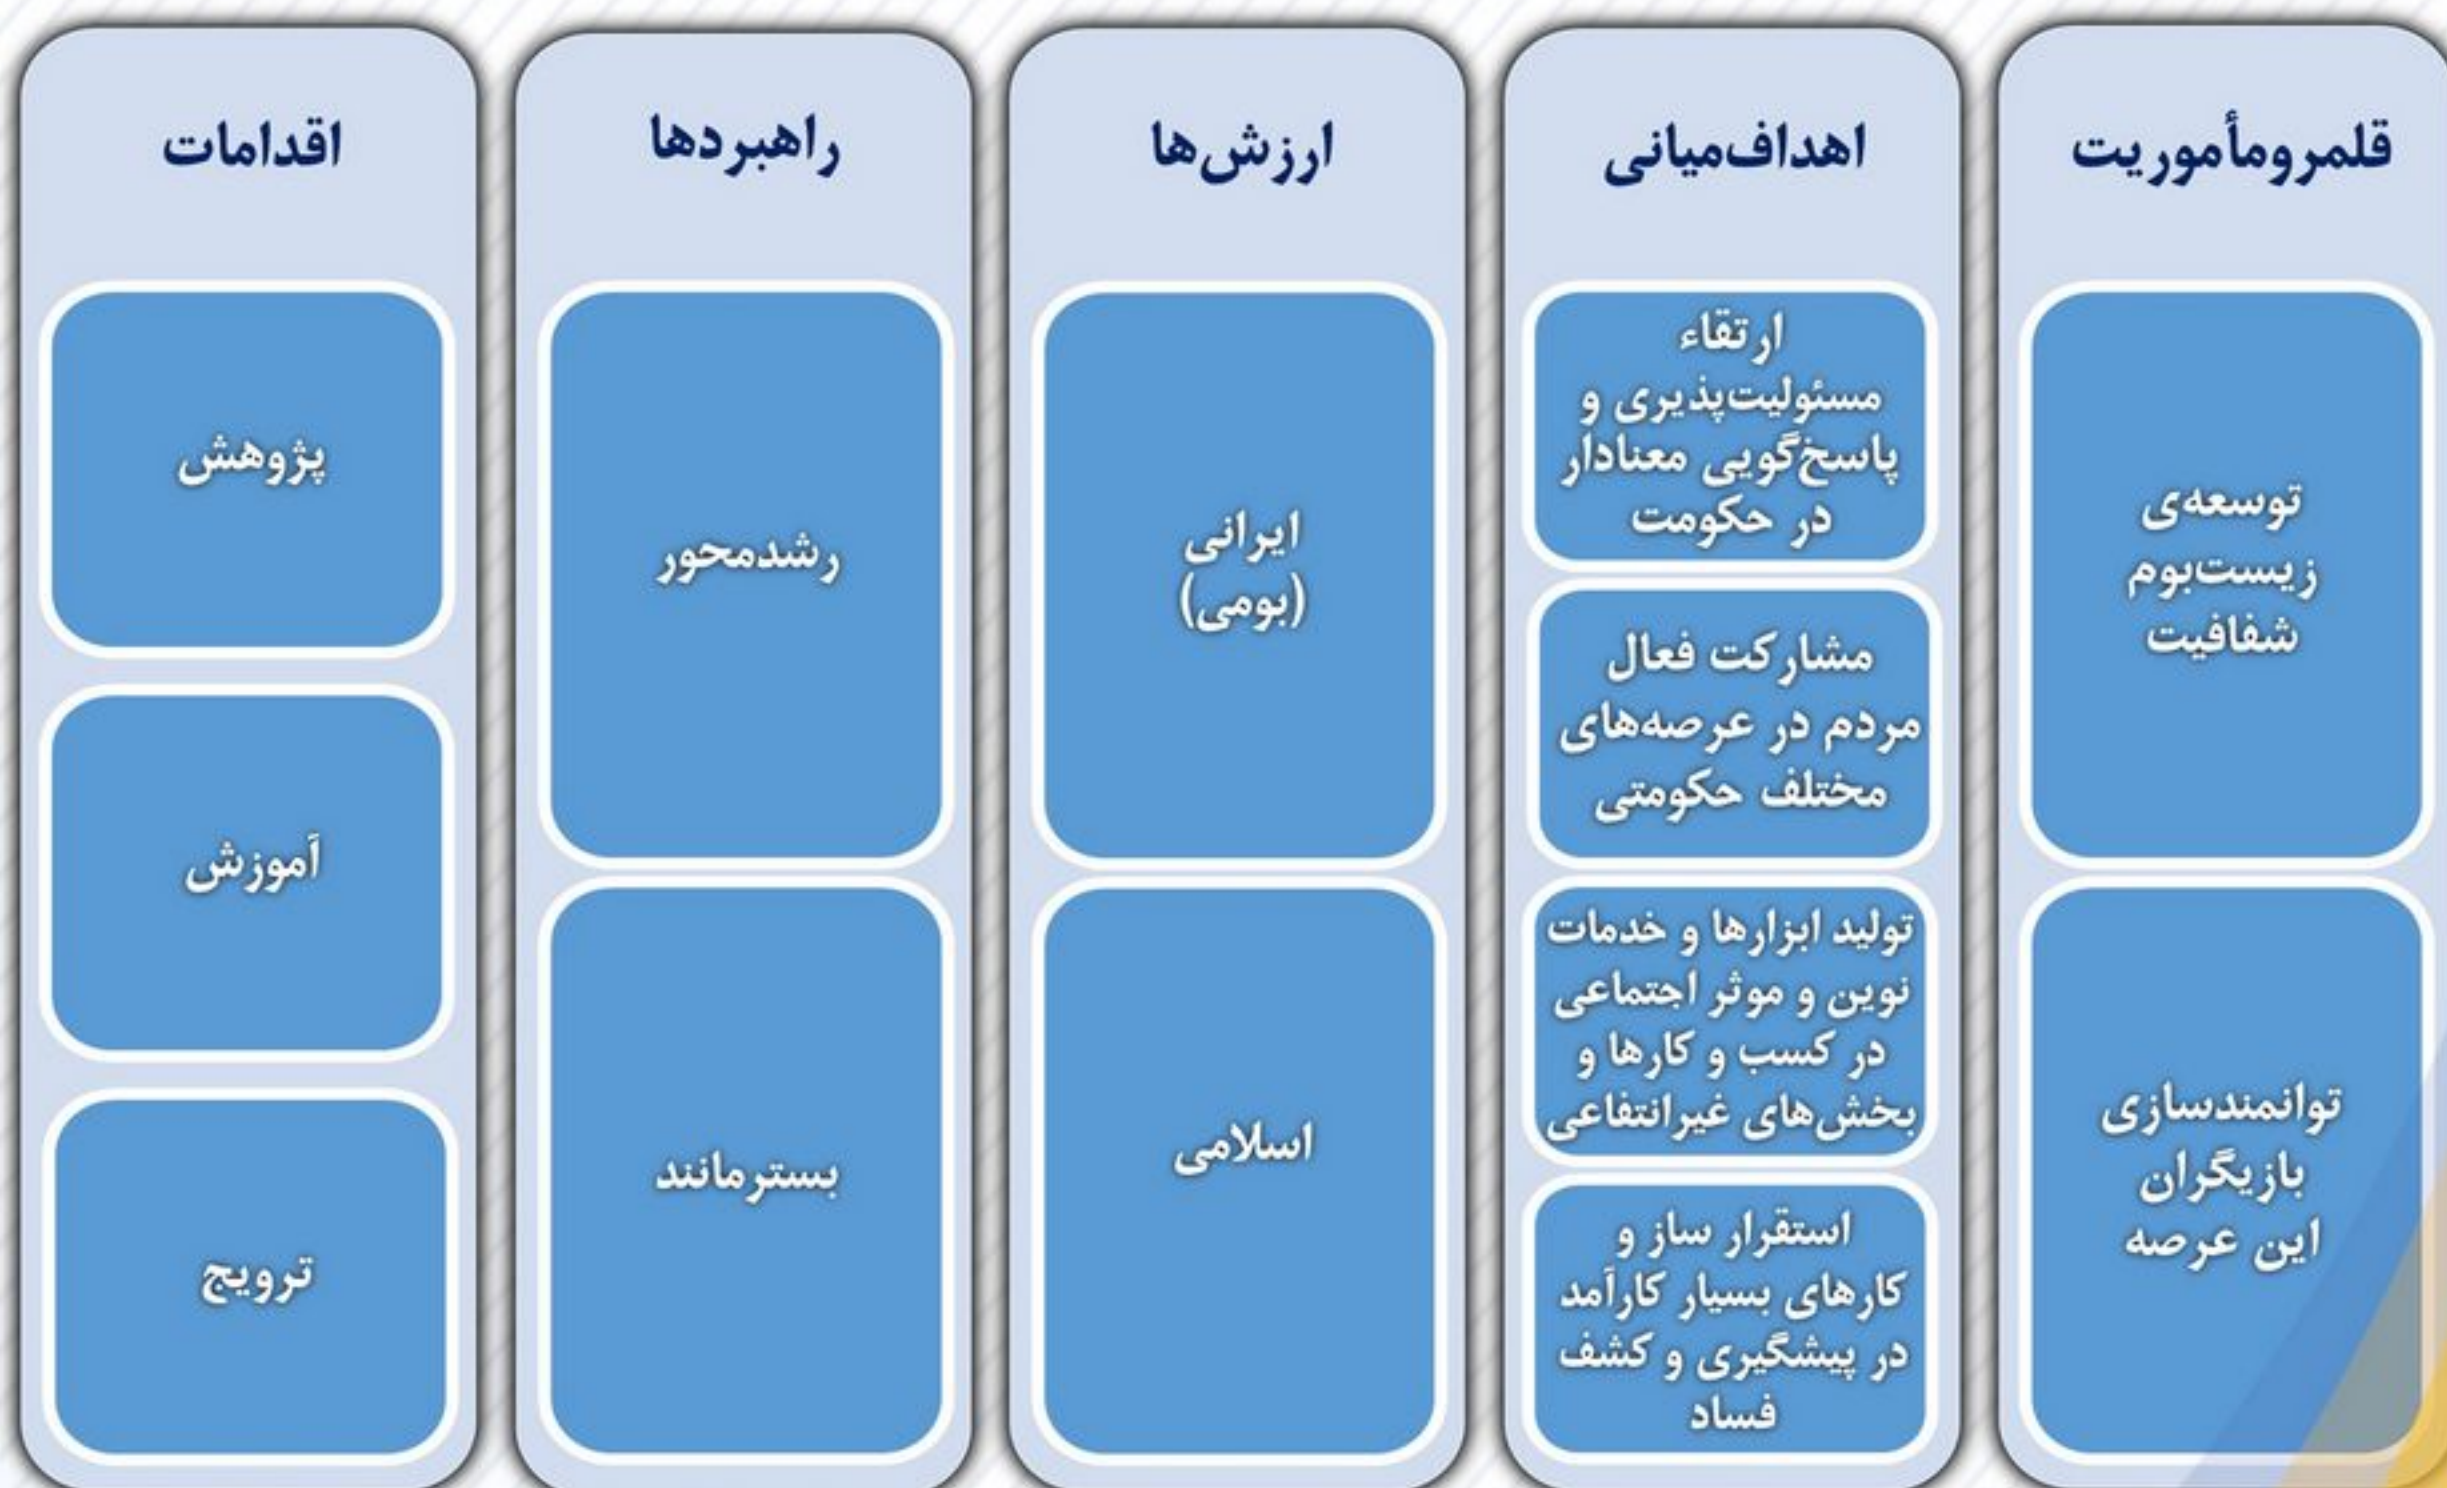 قلمرومأموریت
توسعه‌ی
زیست‌بوم
شفافیت
توانمندسازی
بازیگران
این عرصه
اهداف‌میانی
ارتقاء
مسئولیت‌پذیری و
پاسخ‌گویی معنادار
در حکومت
مشارکت فعال
مردم در عرصه‌های
مختلف حکومتی
تولید ابزارها و خدمات
نوین و موثر اجتماعی
در کسب و کارها و
بخش‌های غیرانتفاعی
استقرار ساز و
کارهای بسیار کارآمد
در پیشگیری و کشف
فساد
ارزش‌ها
ایرانی
(بومی)
اسلامی
راهبردها
رشدمحور
بسترمانند
اقدامات
پژوهش
آموزش
ترویج